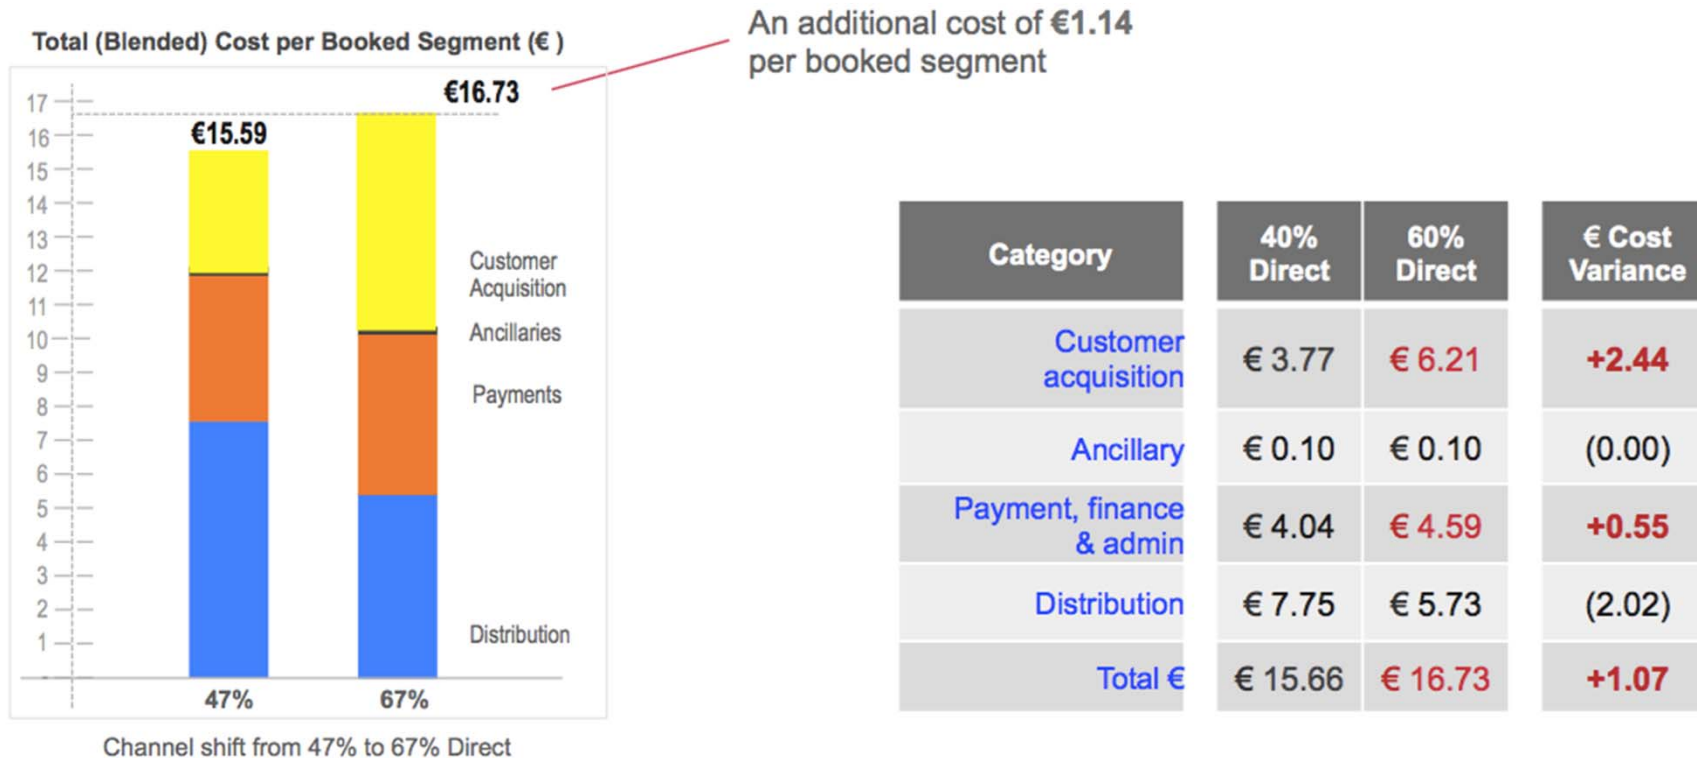 An additional cost of €1.14
per booked segment
Total (Blended) Cost per Booked Segment (€ )
€16.73
€15.59
17
16
15
14
13
12
11
10
9
8
7
6
5
4
3
2
1
-
Customer
Acquisition
Ancillaries
Payments
Distribution
47% 67%
Channel shift from 47% to 67% Direct
Category 40% Direct 60% Direct € Cost Variance
Customer acquisition € 3.77 € 6.21 +2.44
Ancillary € 0.10 € 0.10 (0.00)
Payment, finance & admin € 4.04 € 4.59 +0.55
Distribution € 7.75 € 5.73 (2.02)
Total € € 15.66 € 16.73 +1.07